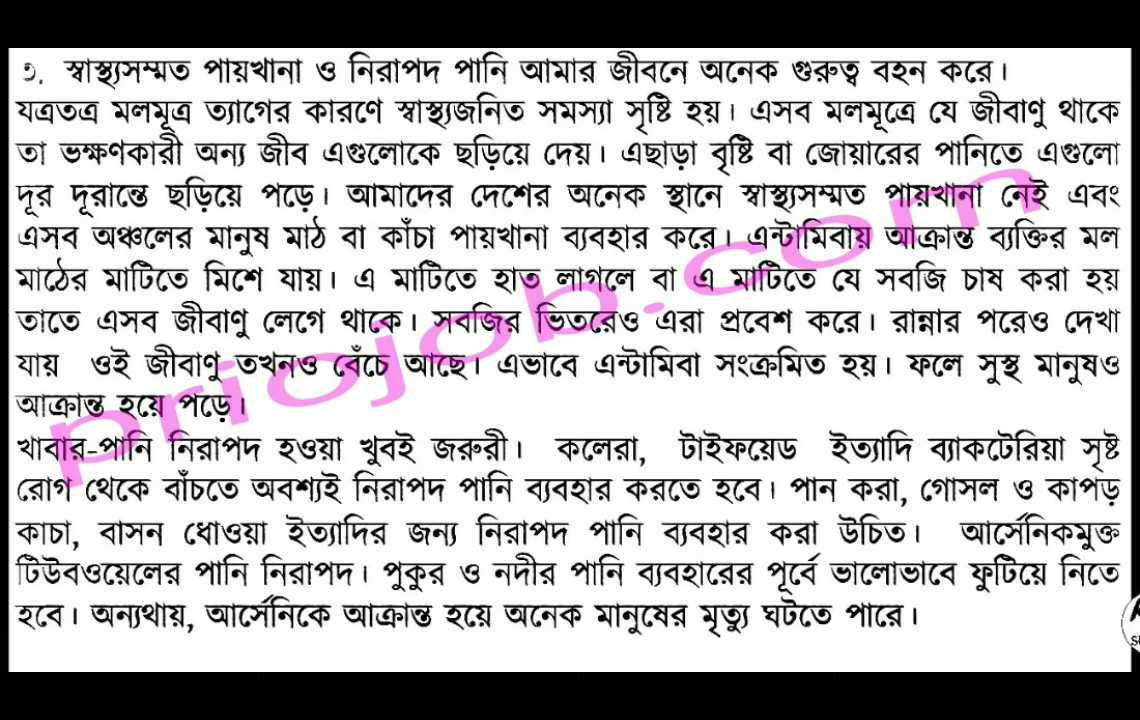 ৩. স্বাস্থ্যসম্মত পায়খানা ও নিরাপদ পানি আমার জীবনে অনেক গুরুত্ব বহন করে।
যত্রতত্র মলমূত্র ত্যাগের কারণে স্বাস্থ্যজনিত সমস্যা সৃষ্টি হয়। এসব মলমূত্রে যে জীবাণু থাকে
তা ভক্ষণকারী অন্য জীব এগুলোকে ছড়িয়ে দেয়। এছাড়া বৃষ্টি বা জোয়ারের পানিতে এগুলো
দূর দূরান্তে ছড়িয়ে পড়ে। আমাদের দেশের অনেক স্থানে স্বাস্থ্যসম্মত পায়খানা নেই এবং
এসব অঞ্চলের মানুষ মাঠ বা কাঁচা পায়খানা ব্যবহার করে। এন্টামিবায় আক্রান্ত ব্যক্তির মল
মাঠের মাটিতে মিশে যায়। এ মাটিতে হাত লাগলে বা এ মাটিতে যে সবজি চাষ করা হয়
তাতে এসব জীবাণু লেগে থাকে। সবজির ভিতরেও এরা প্রবেশ করে। রান্নার পরেও দেখা
যায় ওই জীবাণু তখনও বেঁচে আছে। এভাবে এন্টামিবা সংক্রমিত হয়। ফলে সুস্থ মানুষও
আক্রান্ত হয়ে পড়ে।
খাবার-পানি নিরাপদ হওয়া খুবই জরুরী। কলেরা, টাইফয়েড ইত্যাদি ব্যাকটেরিয়া সৃষ্ট
রোগ থেকে বাঁচতে অবশ্যই নিরাপদ পানি ব্যবহার করতে হবে। পান করা, গোসল ও কাপড়
কাচা, বাসন ধোওয়া ইত্যাদির জন্য নিরাপদ পানি ব্যবহার করা উচিত। আর্সেনিকমুক্ত
টিউবওয়েলের পানি নিরাপদ। পুকুর ও নদীর পানি ব্যবহারের পূর্বে ভালোভাবে ফুটিয়ে নিতে
হবে। অন্যথায়, আর্সেনিকে আক্রান্ত হয়ে অনেক মানুষের মৃত্যু ঘটতে পারে।
priojob.com